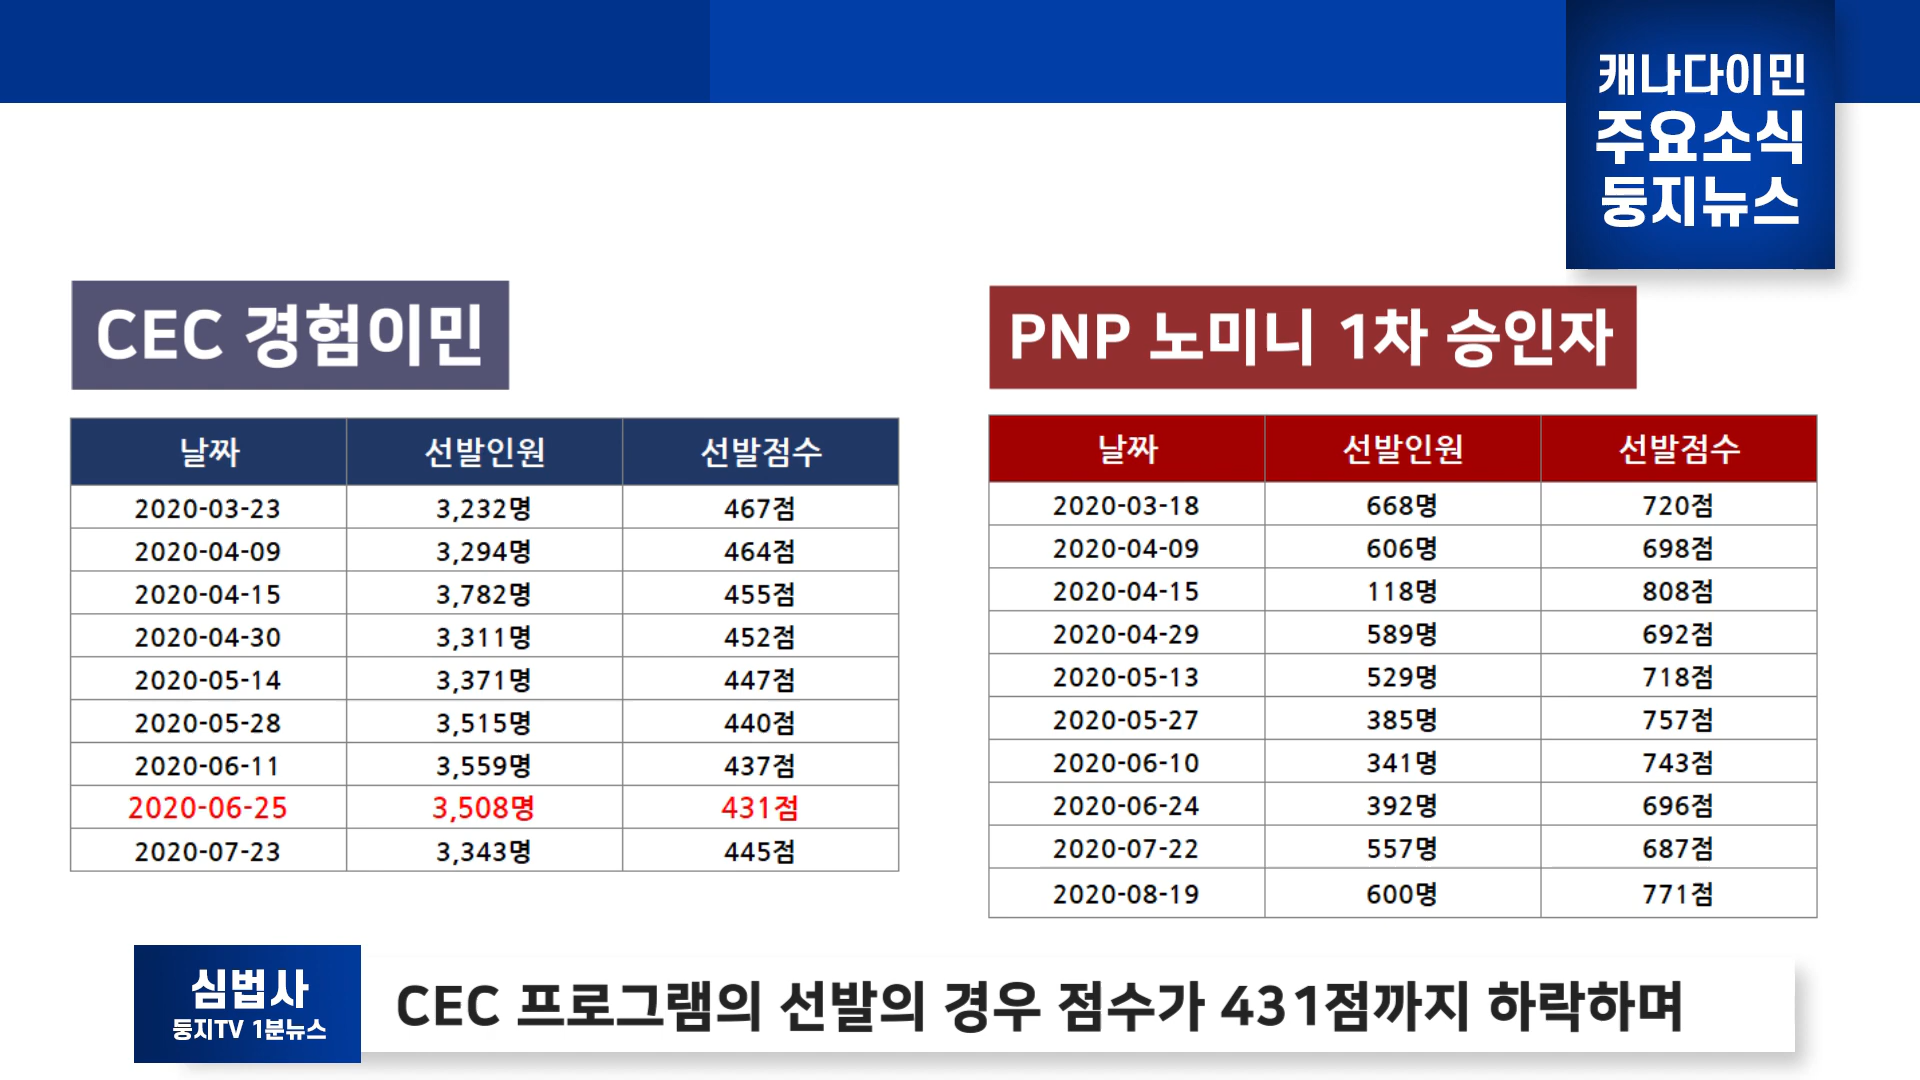 캐나다이민
주요소식
둥지뉴스
CEC 경험이민
날짜 선발인원 선발점수
2020-03-23 3,232명 467점
2020-04-09 3,294명 464점
2020-04-15 3,782명 455점
2020-04-30 3,311명 452점
2020-05-14 3,371명 447점
2020-05-28 3,515명 440점
2020-06-11 3,559명 437점
2020-06-25 3,508명 431점
2020-07-23 3,343명 445점
PNP 노미니 1차 승인자
날짜 선발인원 선발점수
2020-03-18 668명 720점
2020-04-09 606명 698점
2020-04-15 118명 808점
2020-04-29 589명 692점
2020-05-13 529명 718점
2020-05-27 385명 757점
2020-06-10 341명 743점
2020-06-24 392명 696점
2020-07-22 557명 687점
2020-08-19 600명 771점
심법사
둥지TV 1분뉴스
CEC 프로그램의 선발의 경우 점수가 431점까지 하락하며